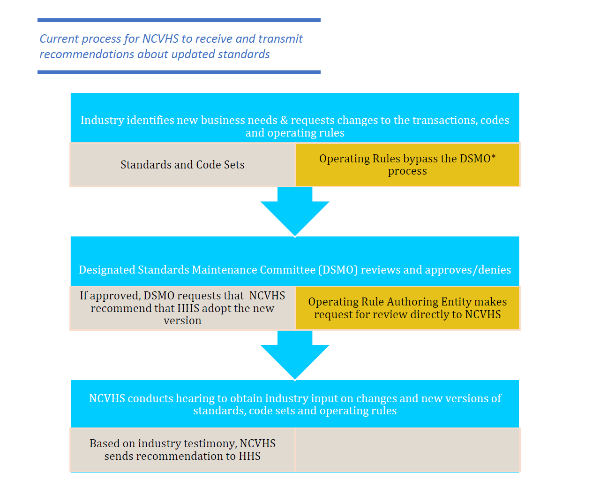 Current process for NCVHS to receive and transmit
recommendations about updated standards
Industry identifies new business needs & requests changes to the transactions, codes
and operating rules
Standards and Code Sets
Operating Rules bypass the DSMO*
process
Designated Standards Maintenance Committee (DSMO) reviews and approves/denies
If approved, DSMO requests that NCVHS
recommend that HHS adopt the new
version
Operating Rule Authoring Entity makes
request for review directly to NCVHS
NCVHS conducts hearing to obtain industry input on changes and new versions of
standards, code sets and operating rules
Based on industry testimony, NCVHS
sends recommendation to HHS